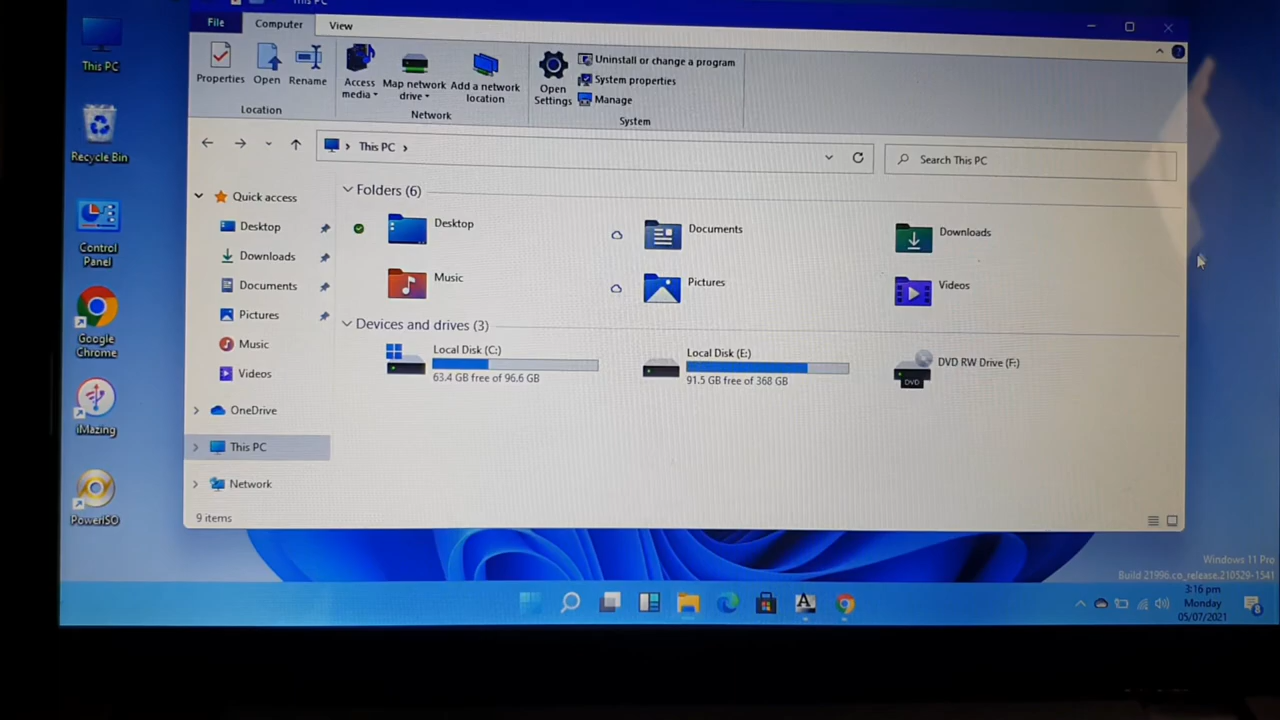 This PC
File
Computer
View
Properties
Open
Rename
Access
media
Map network
drive
Add a network
location
Open
Settings
Uninstall or change a program
System properties
Manage
Location
Network
System
This PC
Search This PC
Quick access
Desktop
Downloads
Documents
Pictures
Music
Videos
OneDrive
This PC
Network
Folders (6)
Desktop
Documents
Downloads
Music
Pictures
Videos
Devices and drives (3)
Local Disk (C:)
63.4 GB free of 96.6 GB
Local Disk (E:)
91.5 GB free of 368 GB
DVD RW Drive (F:)
DVD
9 items
This PC
Recycle Bin
Control
Panel
Google
Chrome
iMazing
PowerISO
Windows 11 Pro
Build 21996.co_release.210529-1541
3:16 pm
Monday
05/07/2021
A
8